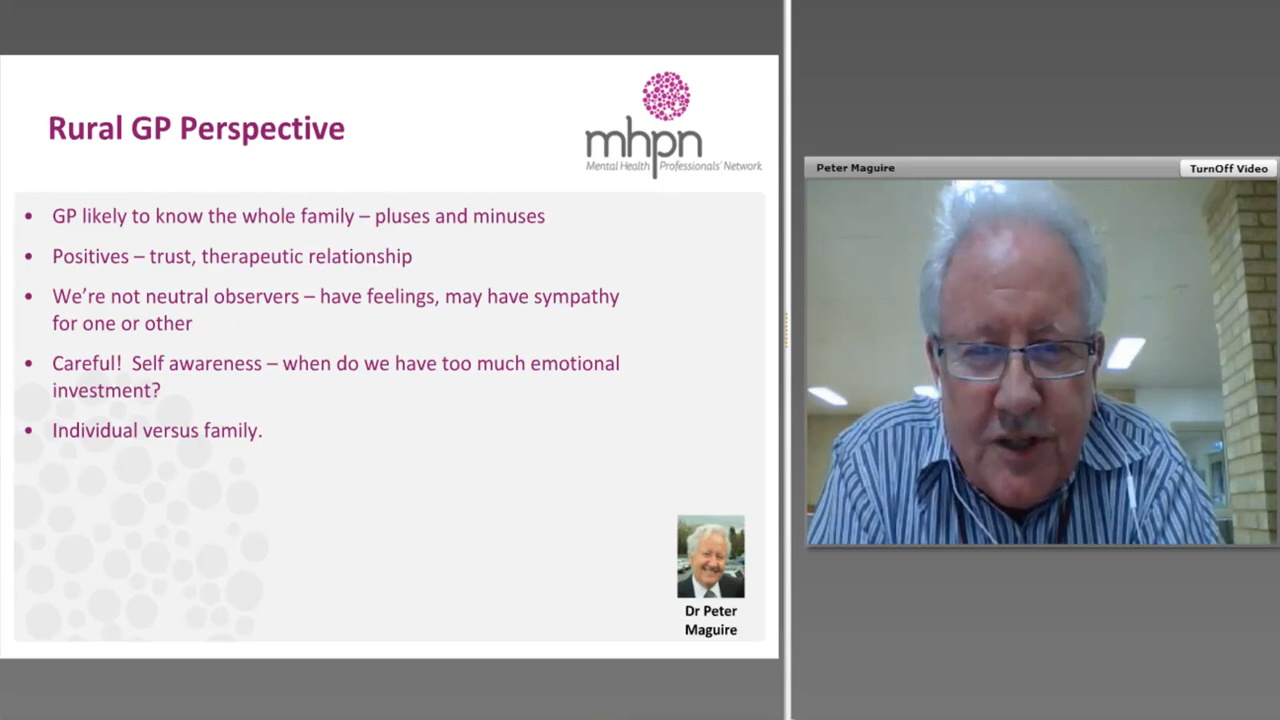 Rural GP Perspective
mhpn
Mental Health Professionals' Network
• GP likely to know the whole family – pluses and minuses
• Positives – trust, therapeutic relationship
• We're not neutral observers – have feelings, may have sympathy
for one or other
• Careul! Self awareness – when do we have too much emotional
investment?
• Individual versus family.
Dr Peter
Maguire
Peter Maguire
TurnOff Video